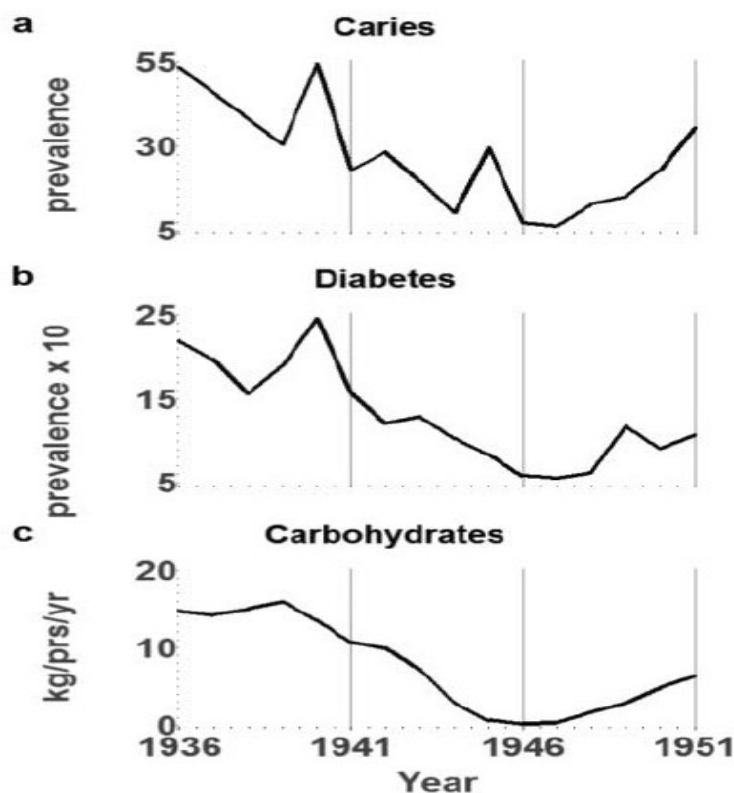 a
Caries
prevalence
55
30
5
b
Diabetes
prevalence x 10
25
15
5
c
Carbohydrates
kg/prs/yr
20
10
0
1936 1941 1946 1951
Year